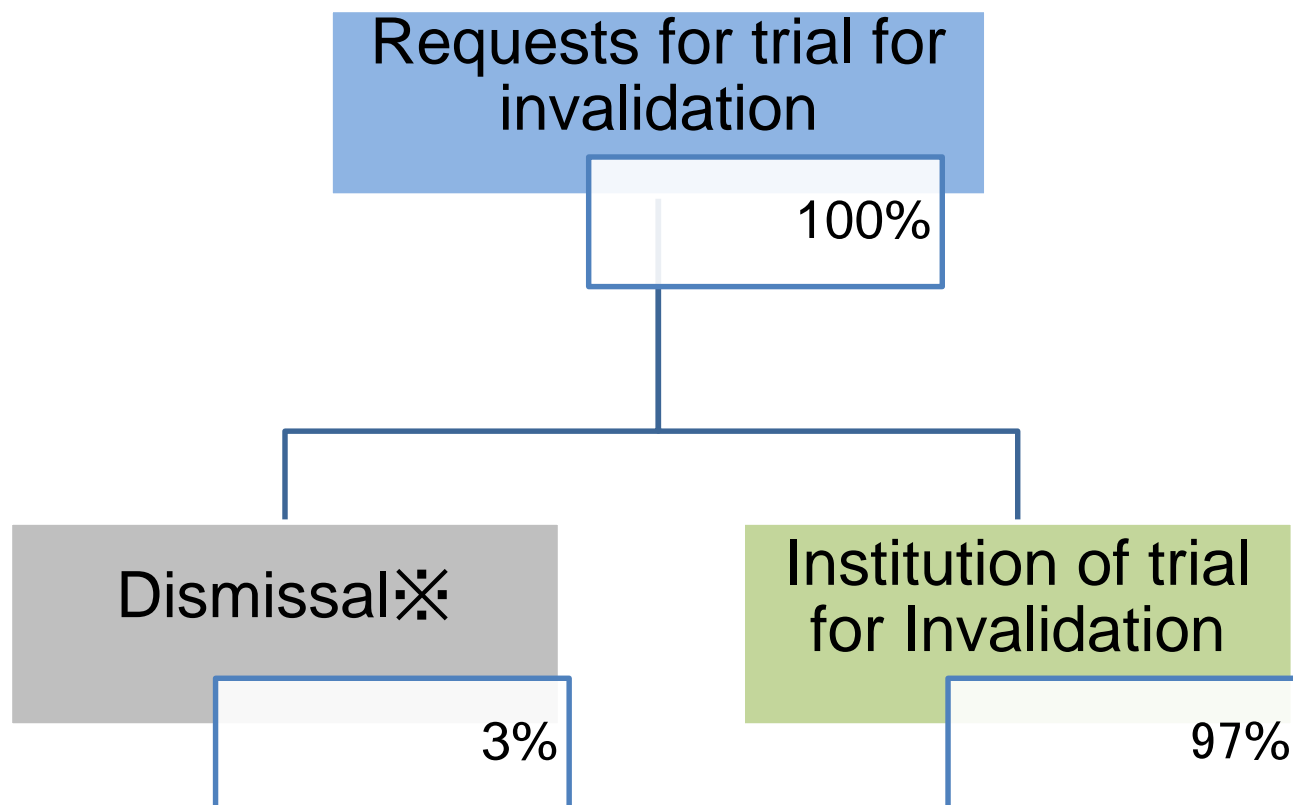 Requests for trial for
invalidation
100%
Dismissal※
3%
Institution of trial
for Invalidation
97%